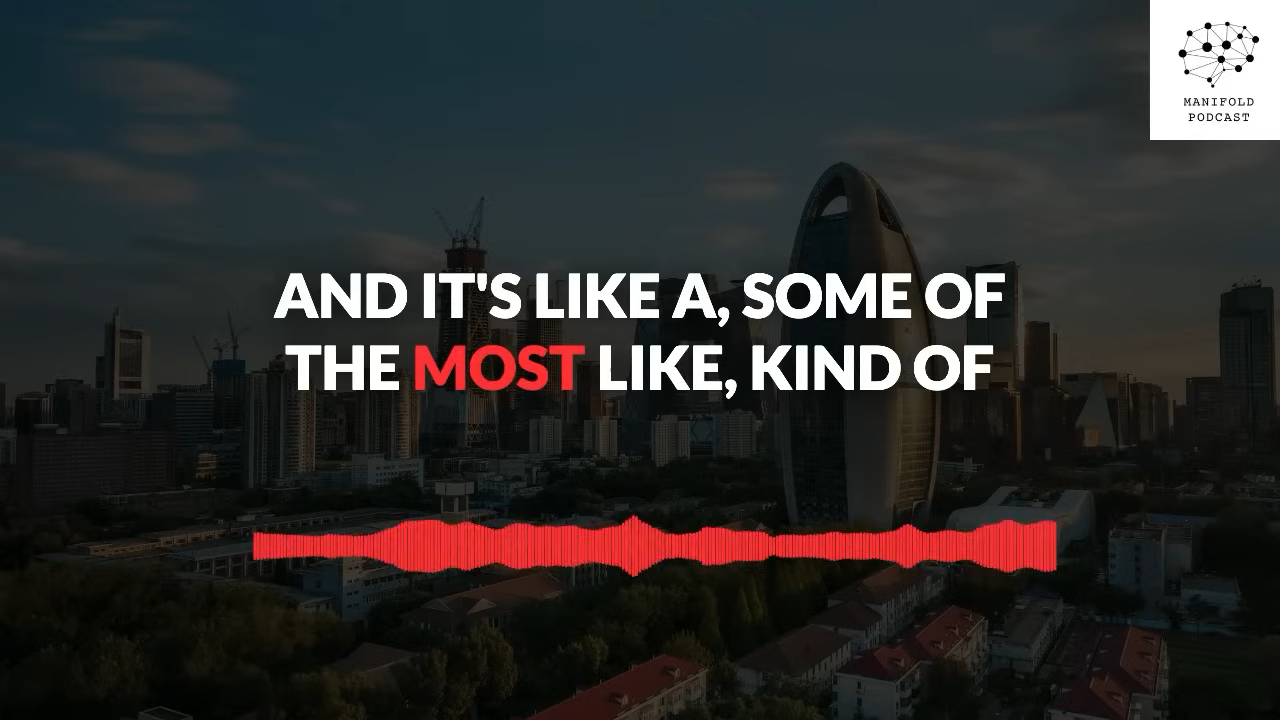 MANIFOLD
PODCAST
AND IT'S LIKE A, SOME OF
THE MOST LIKE, KIND OF